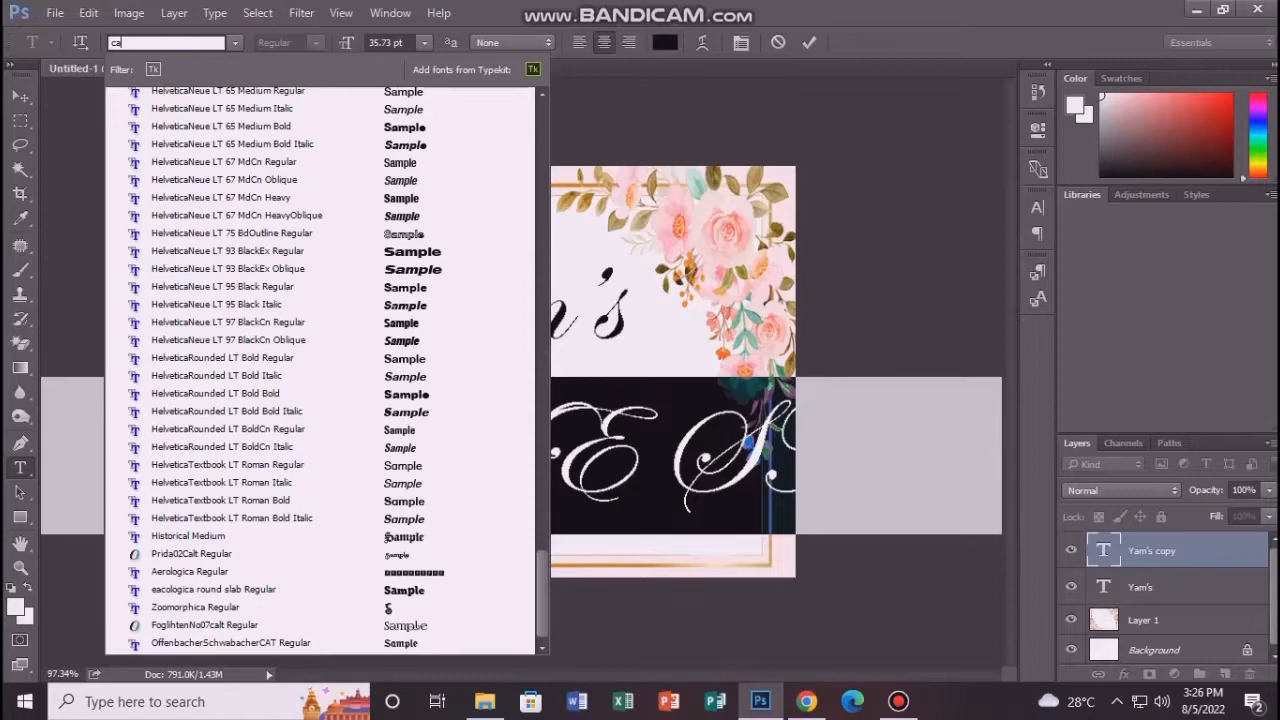 www.BANDICAM.com
Ps File Edit Image Layer Type Select Filter View Window Help
T ca Regular 35.73 pt aa None Essentials
Filter: Tk Add fonts from Typekit: Tk
Untitled-1
HelveticaNeue LT 65 Medium Regular Sample
HelveticaNeue LT 65 Medium Italic Sample
HelveticaNeue LT 65 Medium Bold Sample
HelveticaNeue LT 65 Medium Bold Italic Sample
HelveticaNeue LT 67 MdCn Regular Sample
HelveticaNeue LT 67 MdCn Oblique Sample
HelveticaNeue LT 67 MdCn Heavy Sample
HelveticaNeue LT 67 MdCn HeavyOblique Sample
HelveticaNeue LT 75 BdOutline Regular Sample
HelveticaNeue LT 93 BlackEx Regular Sample
HelveticaNeue LT 93 BlackEx Oblique Sample
HelveticaNeue LT 95 Black Regular Sample
HelveticaNeue LT 95 Black Italic Sample
HelveticaNeue LT 97 BlackCn Regular Sample
HelveticaNeue LT 97 BlackCn Oblique Sample
HelveticaRounded LT Bold Regular Sample
HelveticaRounded LT Bold Italic Sample
HelveticaRounded LT Bold Bold Sample
HelveticaRounded LT Bold Bold Italic Sample
HelveticaRounded LT BoldCn Regular Sample
HelveticaRounded LT BoldCn Italic Sample
HelveticaTextbook LT Roman Regular Sample
HelveticaTextbook LT Roman Italic Sample
HelveticaTextbook LT Roman Bold Sample
HelveticaTextbook LT Roman Bold Italic Sample
Historical Medium Sample
Prida02Calt Regular Sample
Aerologica Regular
eacologica round slab Regular Sample
Zoomorphica Regular
FoglihtenNo07calt Regular Sample
OffenbacherSchwabacherCAT Regular Sample
n's
E S
Color Swatches
Libraries Adjustments Styles
Layers Channels Paths
Kind
Normal Opacity: 100%
Lock: Fill: 100%
T Yam's copy
T Yam's
Layer 1
Background
97.34% Doc: 791.0K/1.43M
Type here to search
28°C
3:26 PM
8/5/2022
2